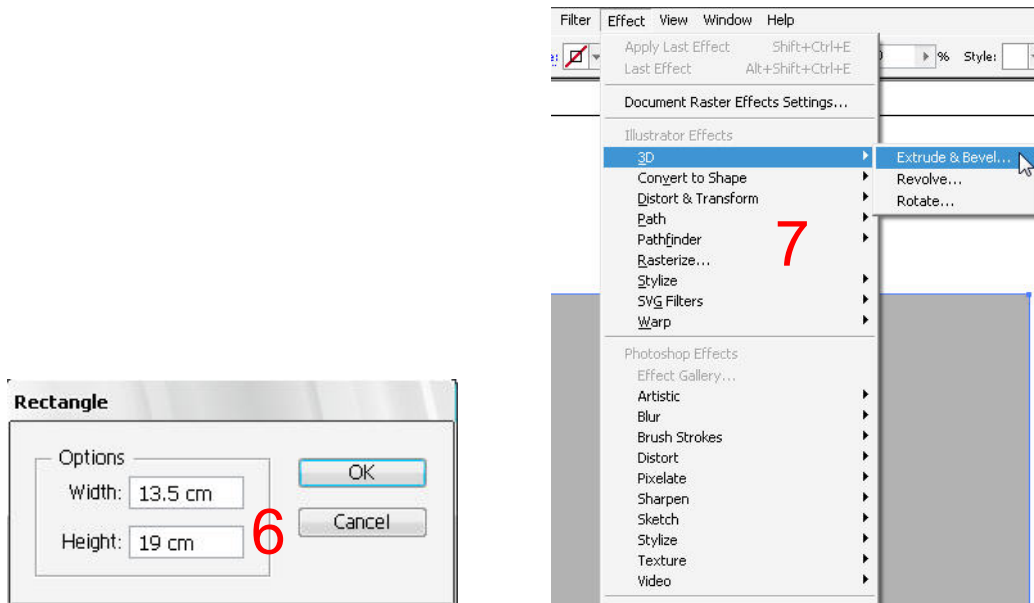 Filter Effect View Window Help
Apply Last Effect Shift+Ctrl+E
Last Effect Alt+Shift+Ctrl+E
% Style:
Document Raster Effects Settings...
Illustrator Effects
3D
Extrude & Bevel...
Convert to Shape
Revolve...
Distort & Transform
Rotate...
Path
Pathfinder
7
Rasterize...
Stylize
SVG Filters
Warp
Photoshop Effects
Effect Gallery...
Artistic
Blur
Brush Strokes
Distort
Pixelate
Sharpen
Sketch
Stylize
Texture
Video
Rectangle
Options
OK
Width: 13.5 cm
6
Cancel
Height: 19 cm